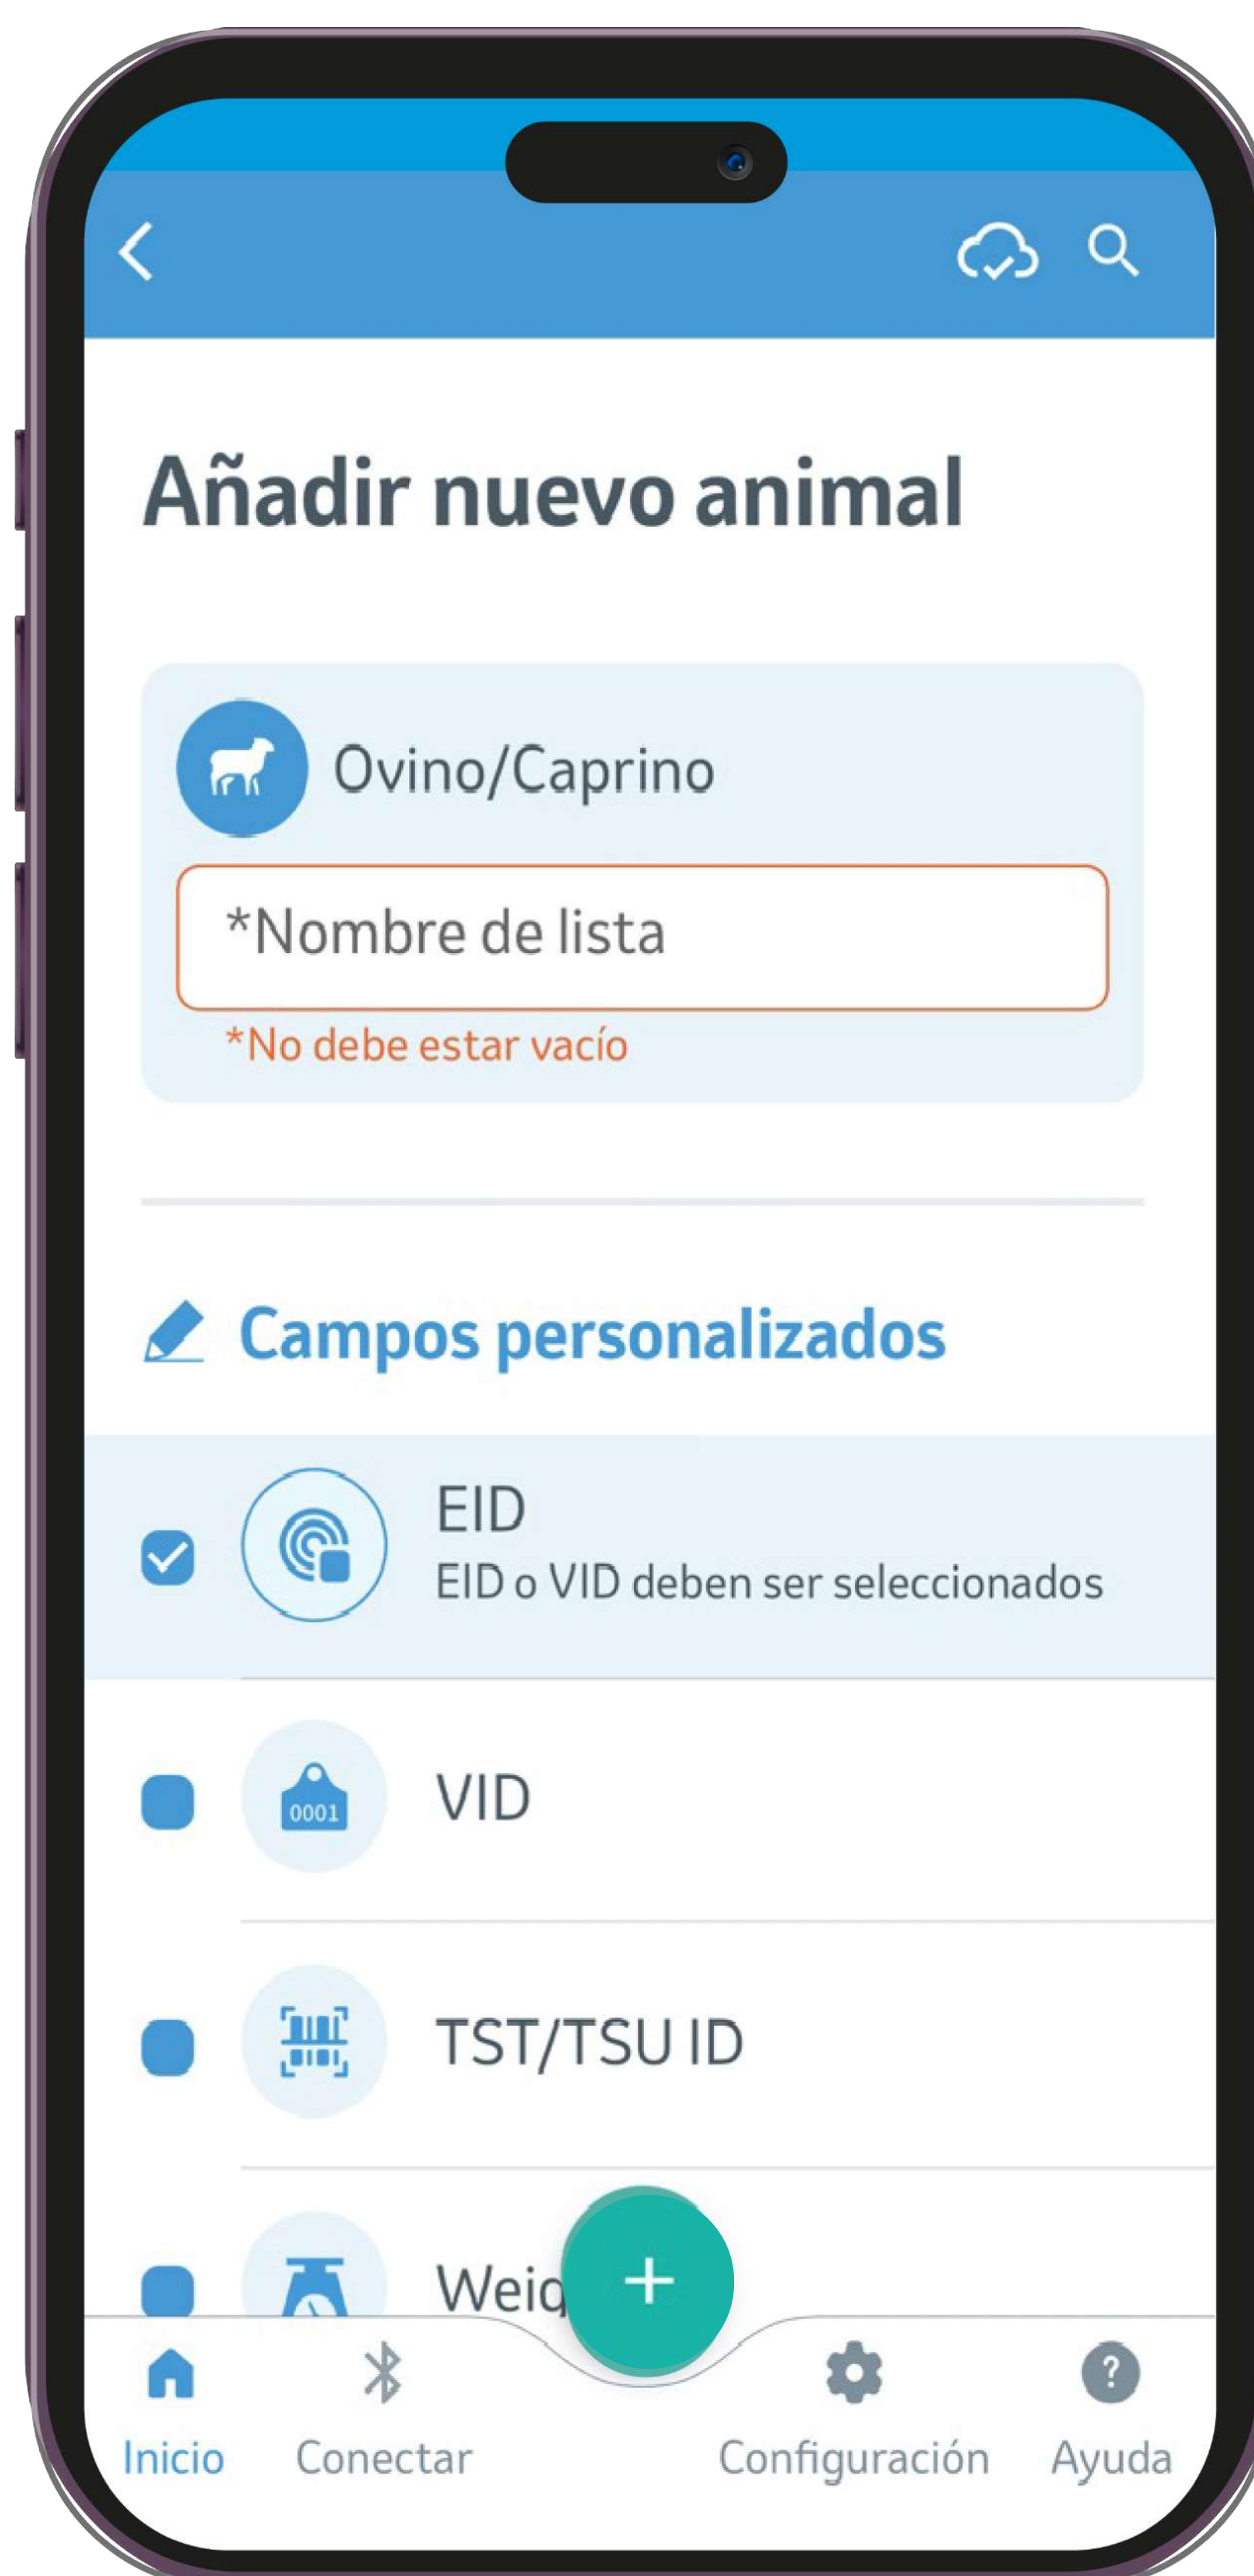 Añadir nuevo animal
Ovino/Caprino
*Nombre de lista
*No debe estar vacío
Campos personalizados
EID
EID o VID deben ser seleccionados
0001
VID
TST/TSU ID
Inicio
Conectar
Configuración
Ayuda